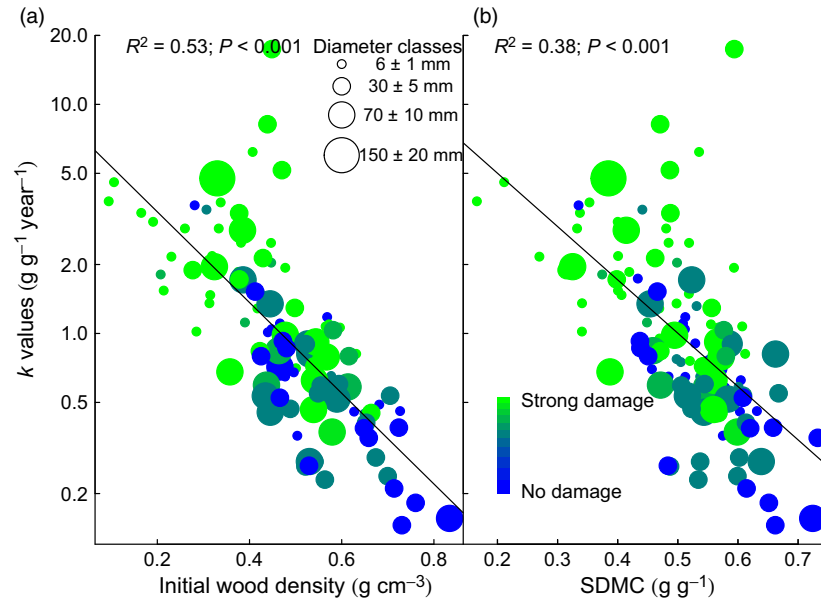 (a)
R² = 0.53; P < 0.001
Diameter classes
6 ± 1 mm
30 ± 5 mm
70 ± 10 mm
150 ± 20 mm
(b)
R² = 0.38; P < 0.001
Strong damage
No damage
k values (g g⁻¹ year⁻¹)
20.0
10.0
5.0
2.0
1.0
0.5
0.2
0.2
0.4
0.6
0.8
Initial wood density (g cm⁻³)
0.2
0.3
0.4
0.5
0.6
0.7
SDMC (g g⁻¹)